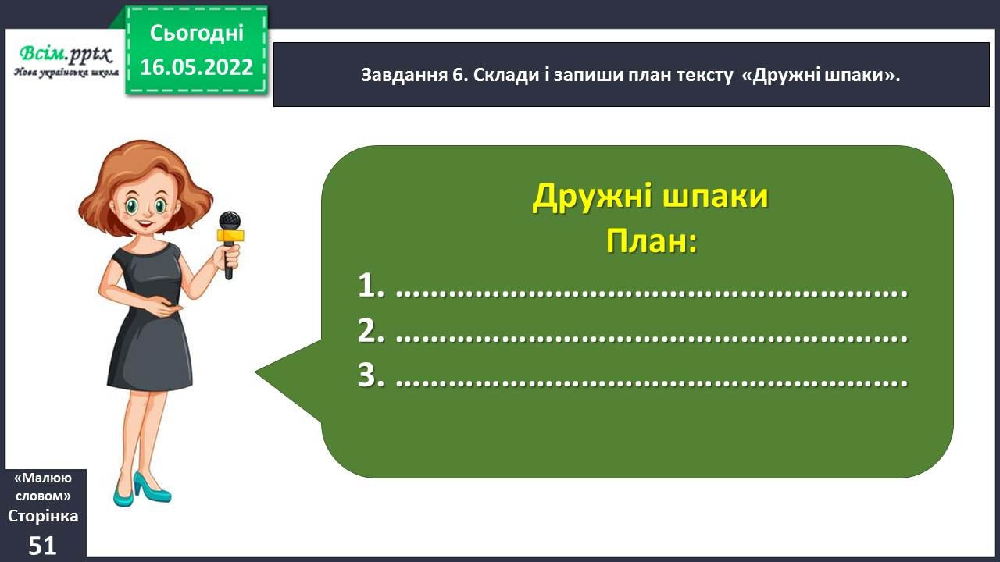 Сьогодні
16.05.2022
Всім.pptx
Нова українська школа
Завдання 6. Склади і запиши план тексту «Дружні шпаки».
Дружні шпаки
План:
1. ………………………………………………….
2. ………………………………………………….
3. ………………………………………………….
«Малюю
словом»
Сторінка
51